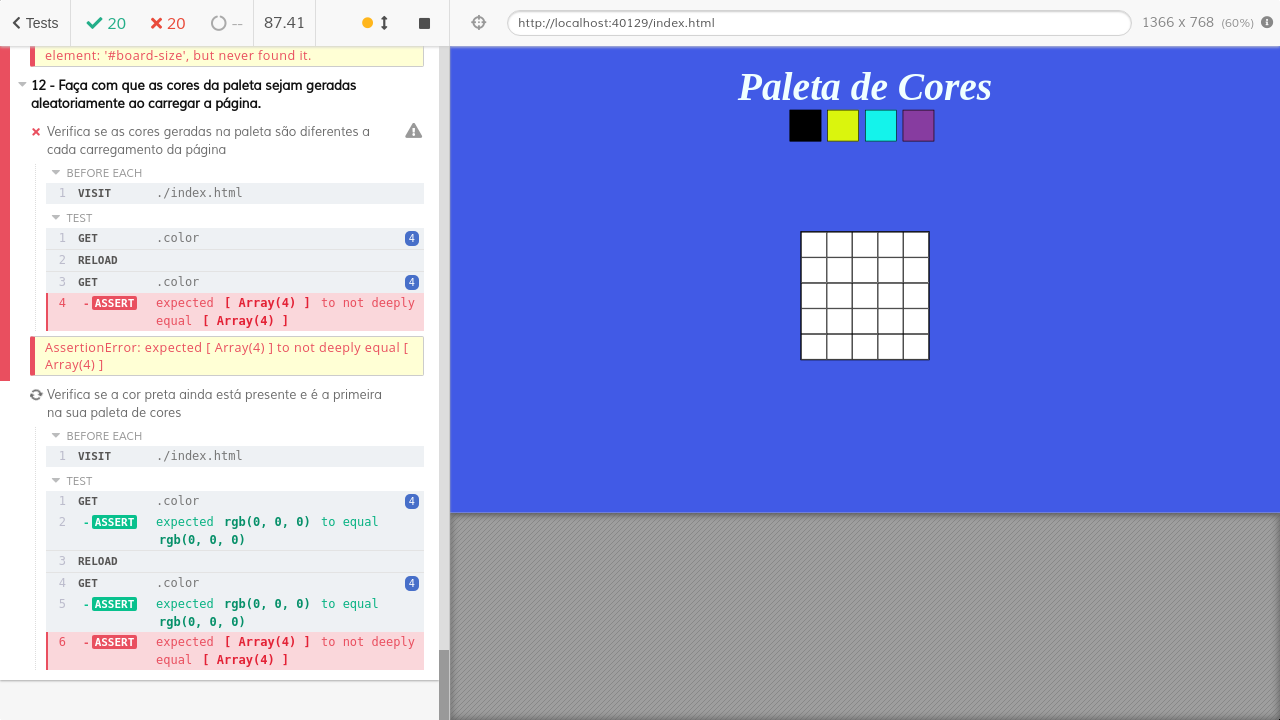 Tests
20
20
--
87.41
http://localhost:40129/index.html
1366 x 768 (60%)
element: '#board-size', but never found it.
12 - Faça com que as cores da paleta sejam geradas
aleatoriamente ao carregar a página.
Verifica se as cores geradas na paleta são diferentes a
cada carregamento da página
BEFORE EACH
1 VISIT ./index.html
TEST
1 GET .color 4
2 RELOAD
3 GET .color 4
4 -ASSERT expected [ Array(4) ] to not deeply
equal [ Array(4) ]
AssertionError: expected [ Array(4) ] to not deeply equal [
Array(4) ]
Verifica se a cor preta ainda está presente e é a primeira
na sua paleta de cores
BEFORE EACH
1 VISIT ./index.html
TEST
1 GET .color 4
2 -ASSERT expected rgb(0, 0, 0) to equal
rgb(0, 0, 0)
3 RELOAD
4 GET .color 4
5 -ASSERT expected rgb(0, 0, 0) to equal
rgb(0, 0, 0)
6 -ASSERT expected [ Array(4) ] to not deeply
equal [ Array(4) ]
Paleta de Cores